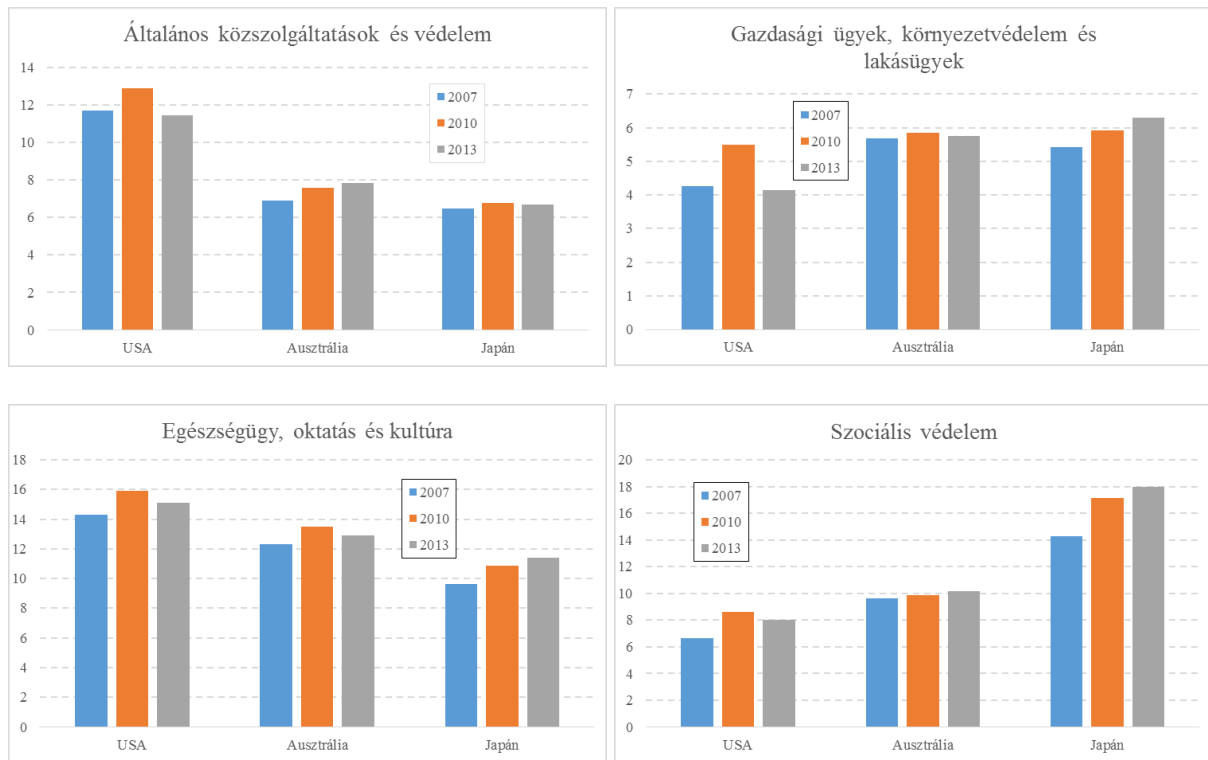 Általános közszolgáltatások és védelem
14
12
10
8
6
4
2
0
2007
2010
2013
USA
Ausztrália
Japán
Gazdasági ügyek, környezetvédelem és
lakásügyek
7
6
5
4
3
2
1
0
2007
2010
2013
USA
Ausztrália
Japán
Egészségügy, oktatás és kultúra
18
16
14
12
10
8
6
4
2
0
2007
2010
2013
USA
Ausztrália
Japán
Szociális védelem
20
18
16
14
12
10
8
6
4
2
0
2007
2010
2013
USA
Ausztrália
Japán